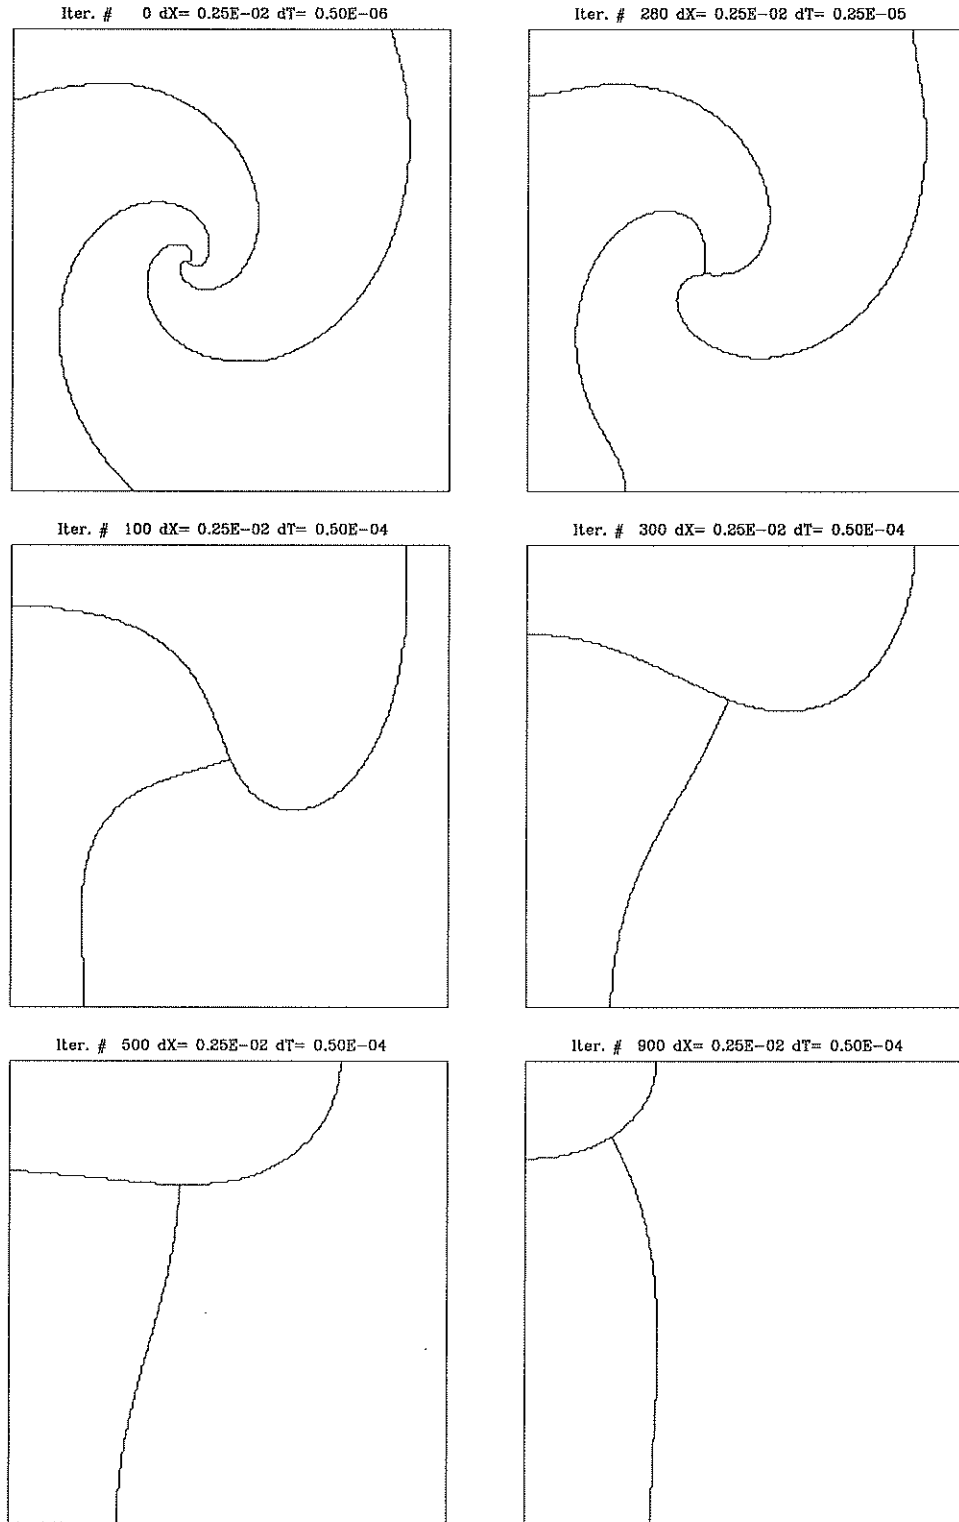 Iter. # 0 dX= 0.25E-02 dT= 0.50E-06
Iter. # 280 dX= 0.25E-02 dT= 0.25E-05
Iter. # 100 dX= 0.25E-02 dT= 0.50E-04
Iter. # 300 dX= 0.25E-02 dT= 0.50E-04
Iter. # 500 dX= 0.25E-02 dT= 0.50E-04
Iter. # 900 dX= 0.25E-02 dT= 0.50E-04